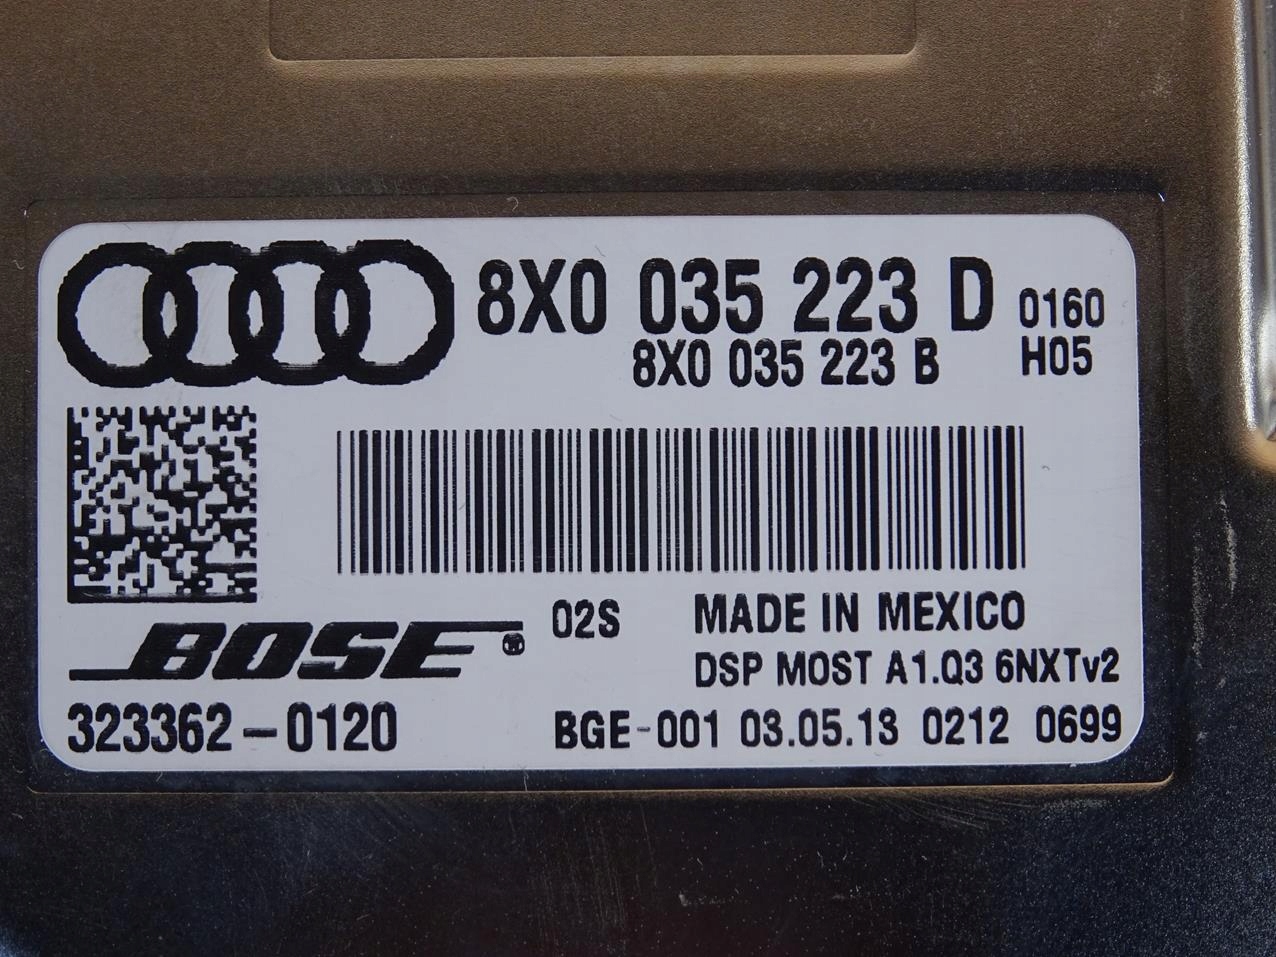 8X0 035 223 D 0160
8X0 035 223 B H05
02S MADE IN MEXICO
BOSE
DSP MOST A1.Q3 6NXTv2
323362-0120 BGE-001 03.05.13 0212 0699